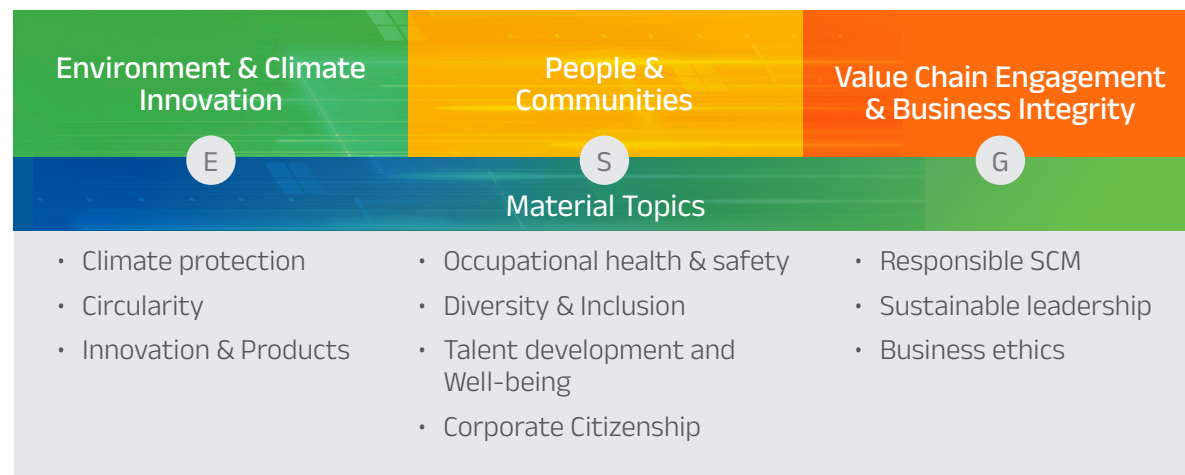 Environment & Climate
Innovation
E
People &
Communities
S
Value Chain Engagement
& Business Integrity
G
Material Topics
• Climate protection
• Circularity
• Innovation & Products
• Occupational health & safety
• Diversity & Inclusion
• Talent development and
Well-being
• Corporate Citizenship
• Responsible SCM
• Sustainable leadership
• Business ethics